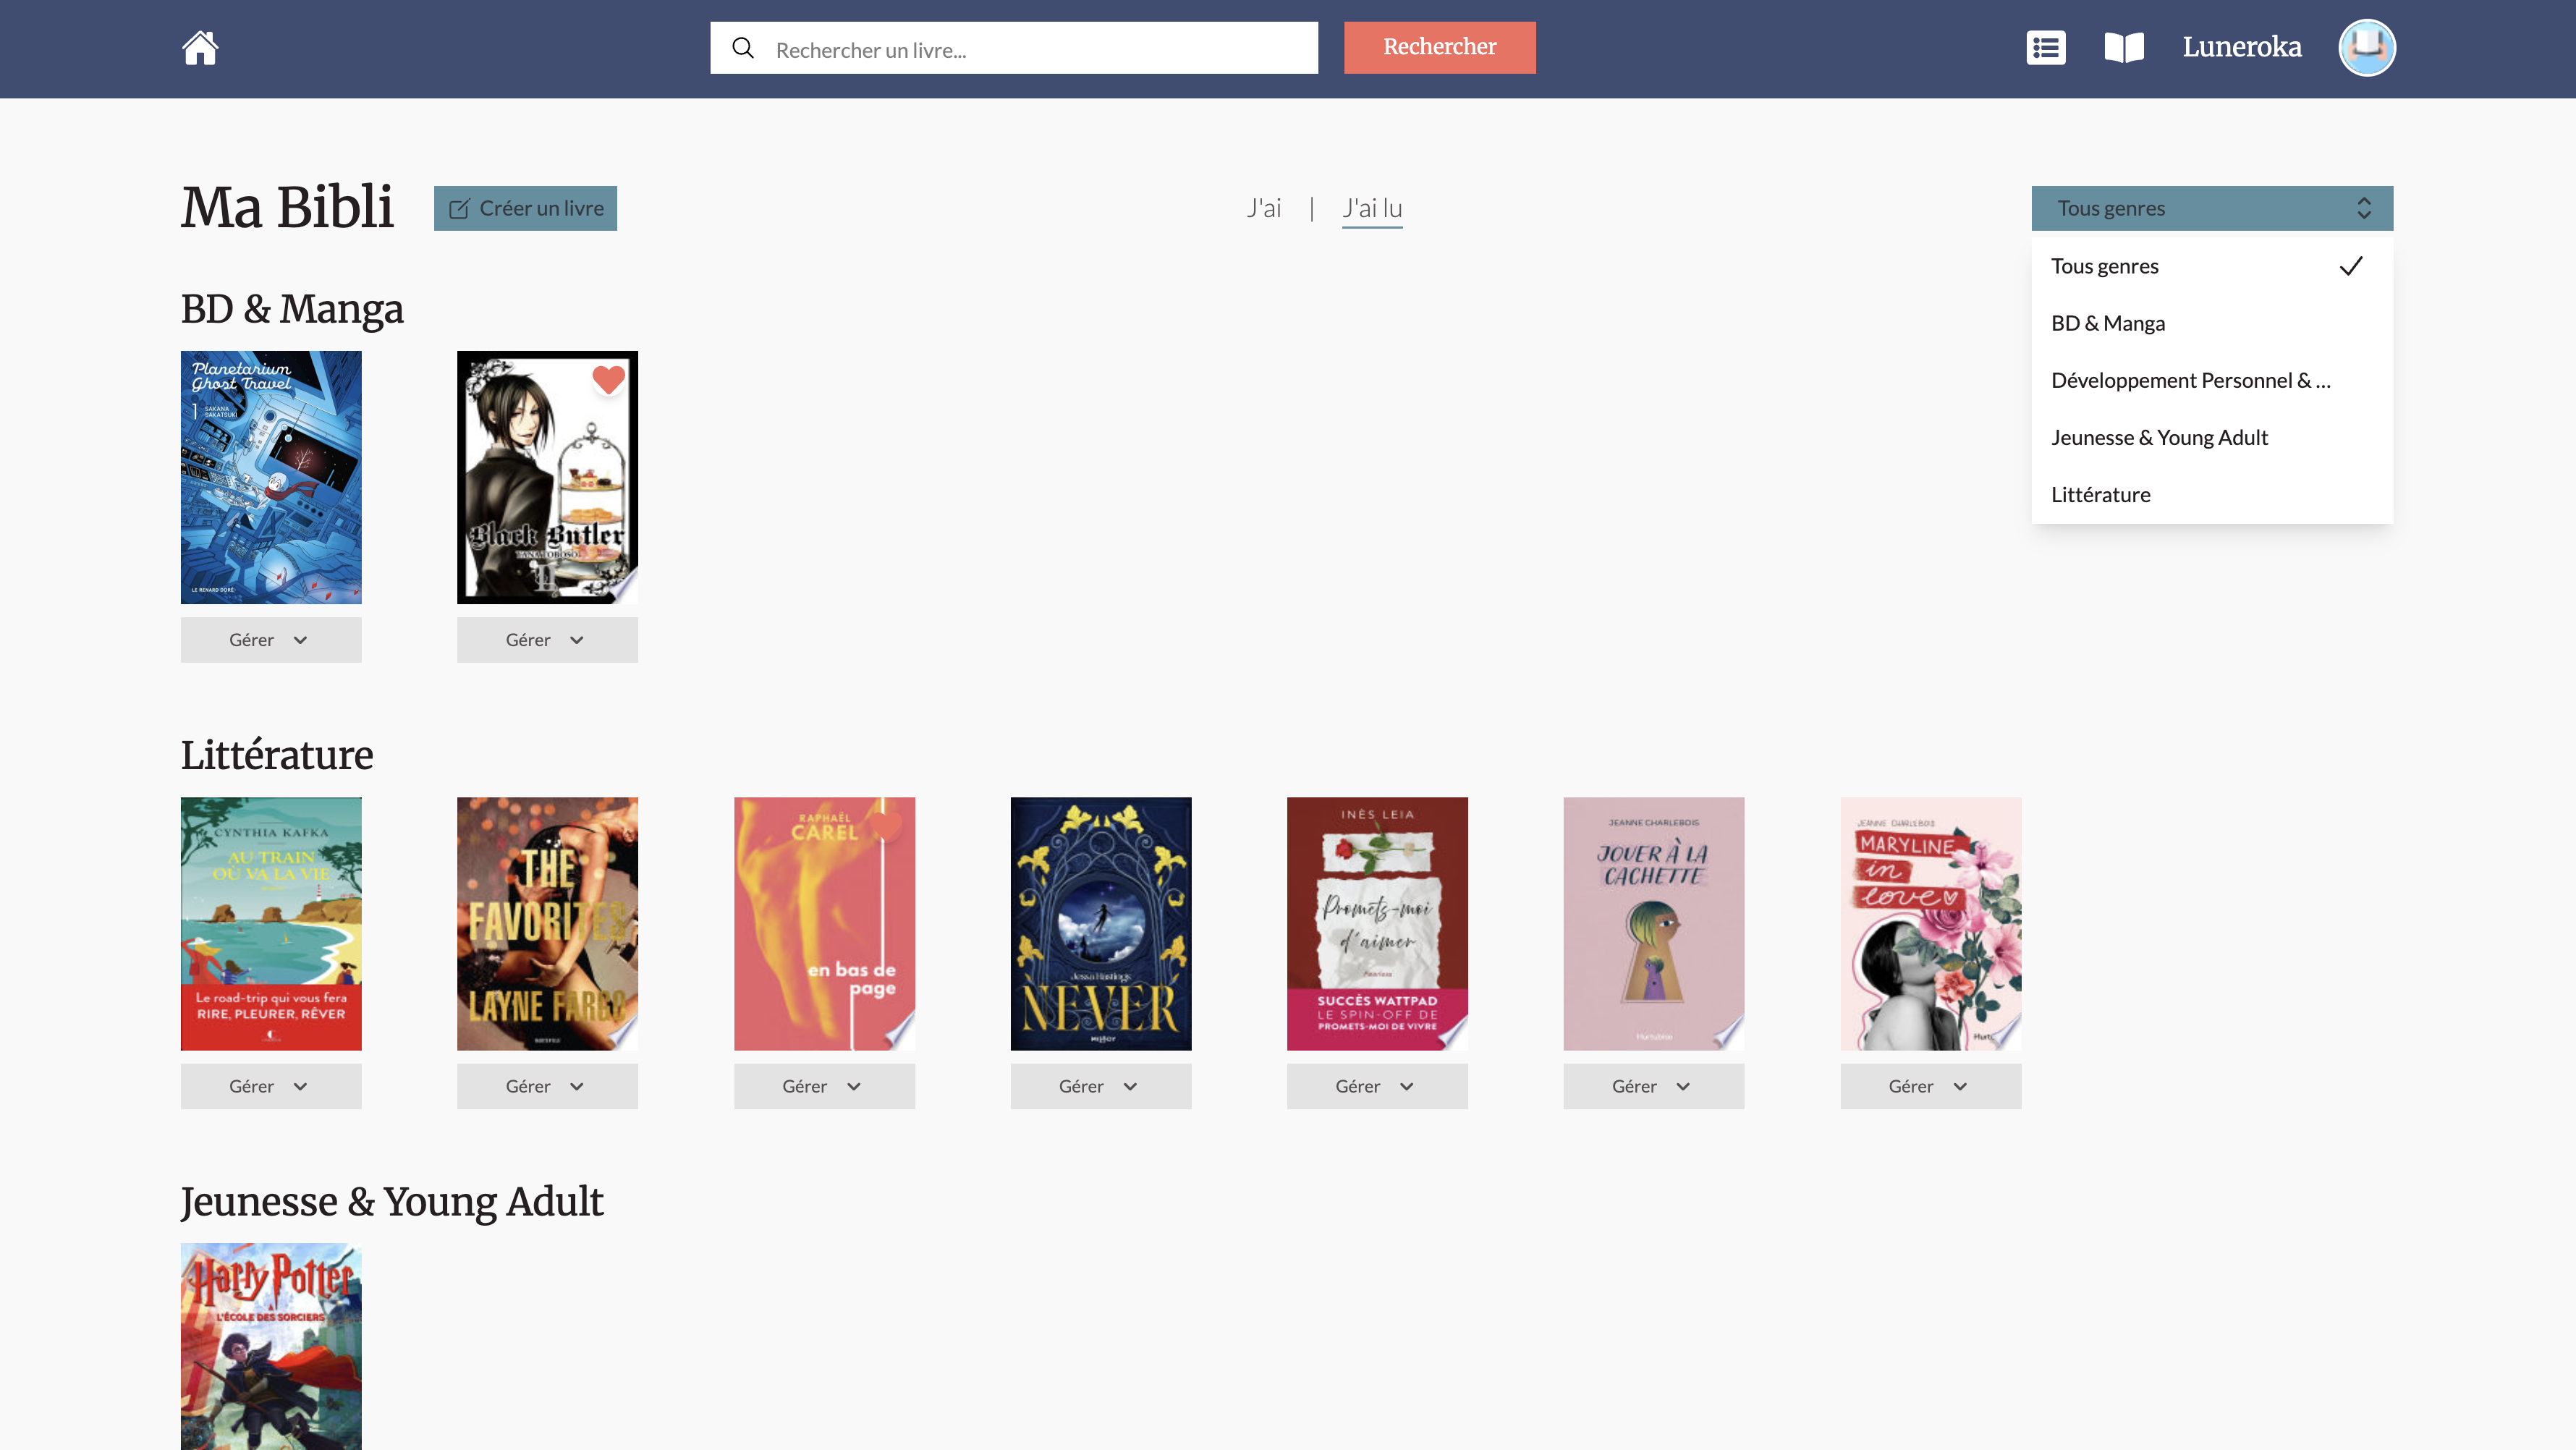 Rechercher un livre...
Rechercher
Luneroka
Ma Bibli
Créer un livre
J'ai | J'ai lu
Tous genres
Tous genres
BD & Manga
Développement Personnel & ...
Jeunesse & Young Adult
Littérature
BD & Manga
Planetarium
Ghost Travel
1
SAKANA
SAKATSUKI
LE RENARD DORÉ
Black Butler
YANA TOBOSO
II
Gérer
Gérer
Littérature
CYNTHIA KAFKA
AU TRAIN
OÙ VA LA VIE
Le road-trip qui vous fera
RIRE, PLEURER, RÊVER
THE
FAVORITES
LAYNE FARGO
RAPHAËL
CAREL
en bas de
page
Jessa Hastings
NEVER
INÈS LEIA
Promets-moi
d'aimer
SUCCÈS WATTPAD
LE SPIN-OFF DE
PROMETS-MOI DE VIVRE
JEANNE CHARLEBOIS
JOUER À LA
CACHETTE
Hurtubise
JEANNE CHARLEBOIS
MARYLINE
in
love
Gérer
Gérer
Gérer
Gérer
Gérer
Gérer
Gérer
Jeunesse & Young Adult
Harry Potter
À
L'ÉCOLE DES SORCIERS